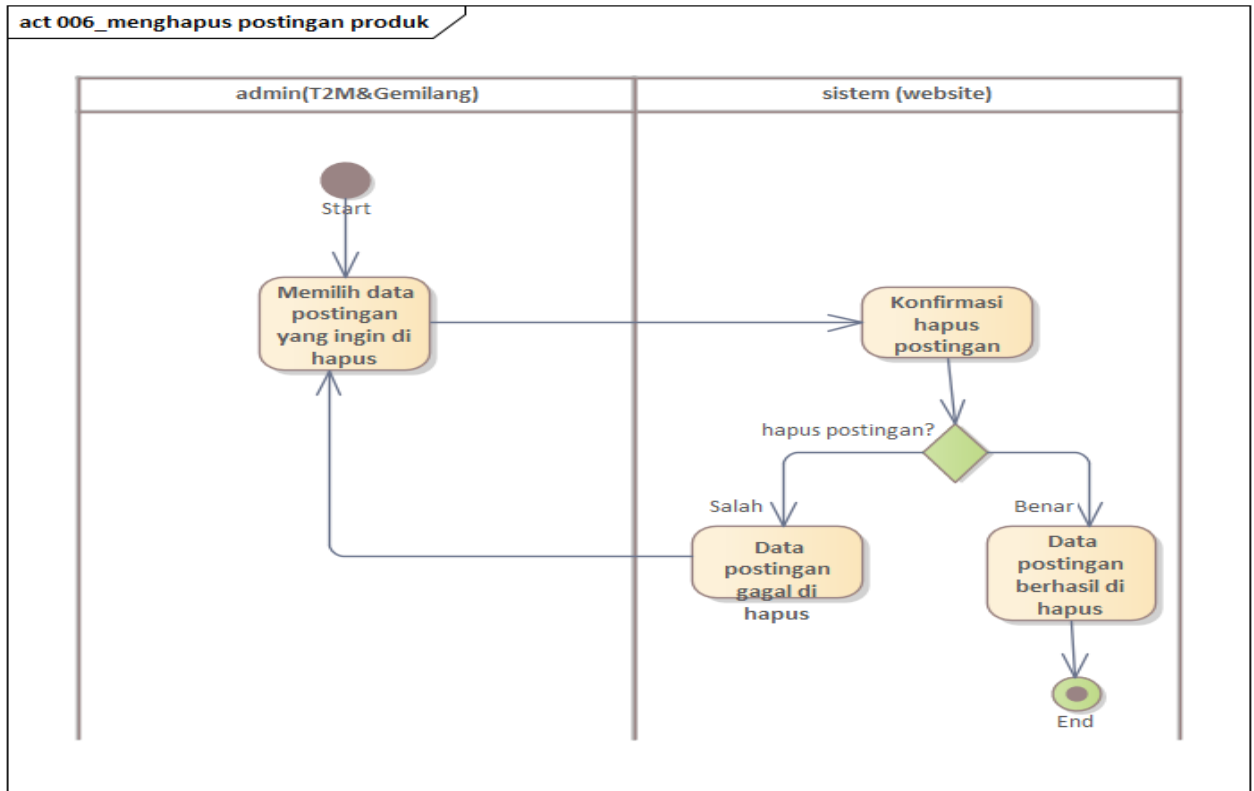 act 006_menghapus postingan produk
admin(T2M&Gemilang)
sistem (website)
Start
Memilih data
postingan
yang ingin di
hapus
Konfirmasi
hapus
postingan
hapus postingan?
Salah
Benar
Data
postingan
gagal di
hapus
Data
postingan
berhasil di
hapus
End